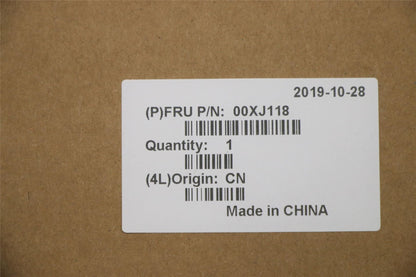 2019-10-28
(P)FRU P/N: 00XJ118
Quantity: 1
(4L)Origin: CN
Made in CHINA